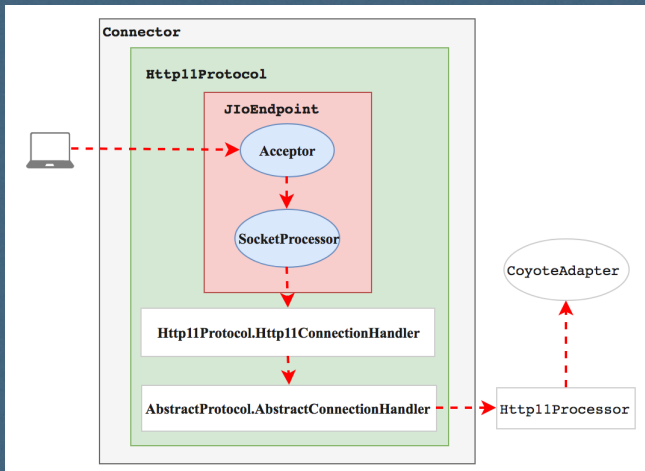 Connector
Http11Protocol
JIoEndpoint
Acceptor
SocketProcessor
CoyoteAdapter
Http11Protocol.Http11ConnectionHandler
AbstractProtocol.AbstractConnectionHandler
Http11Processor